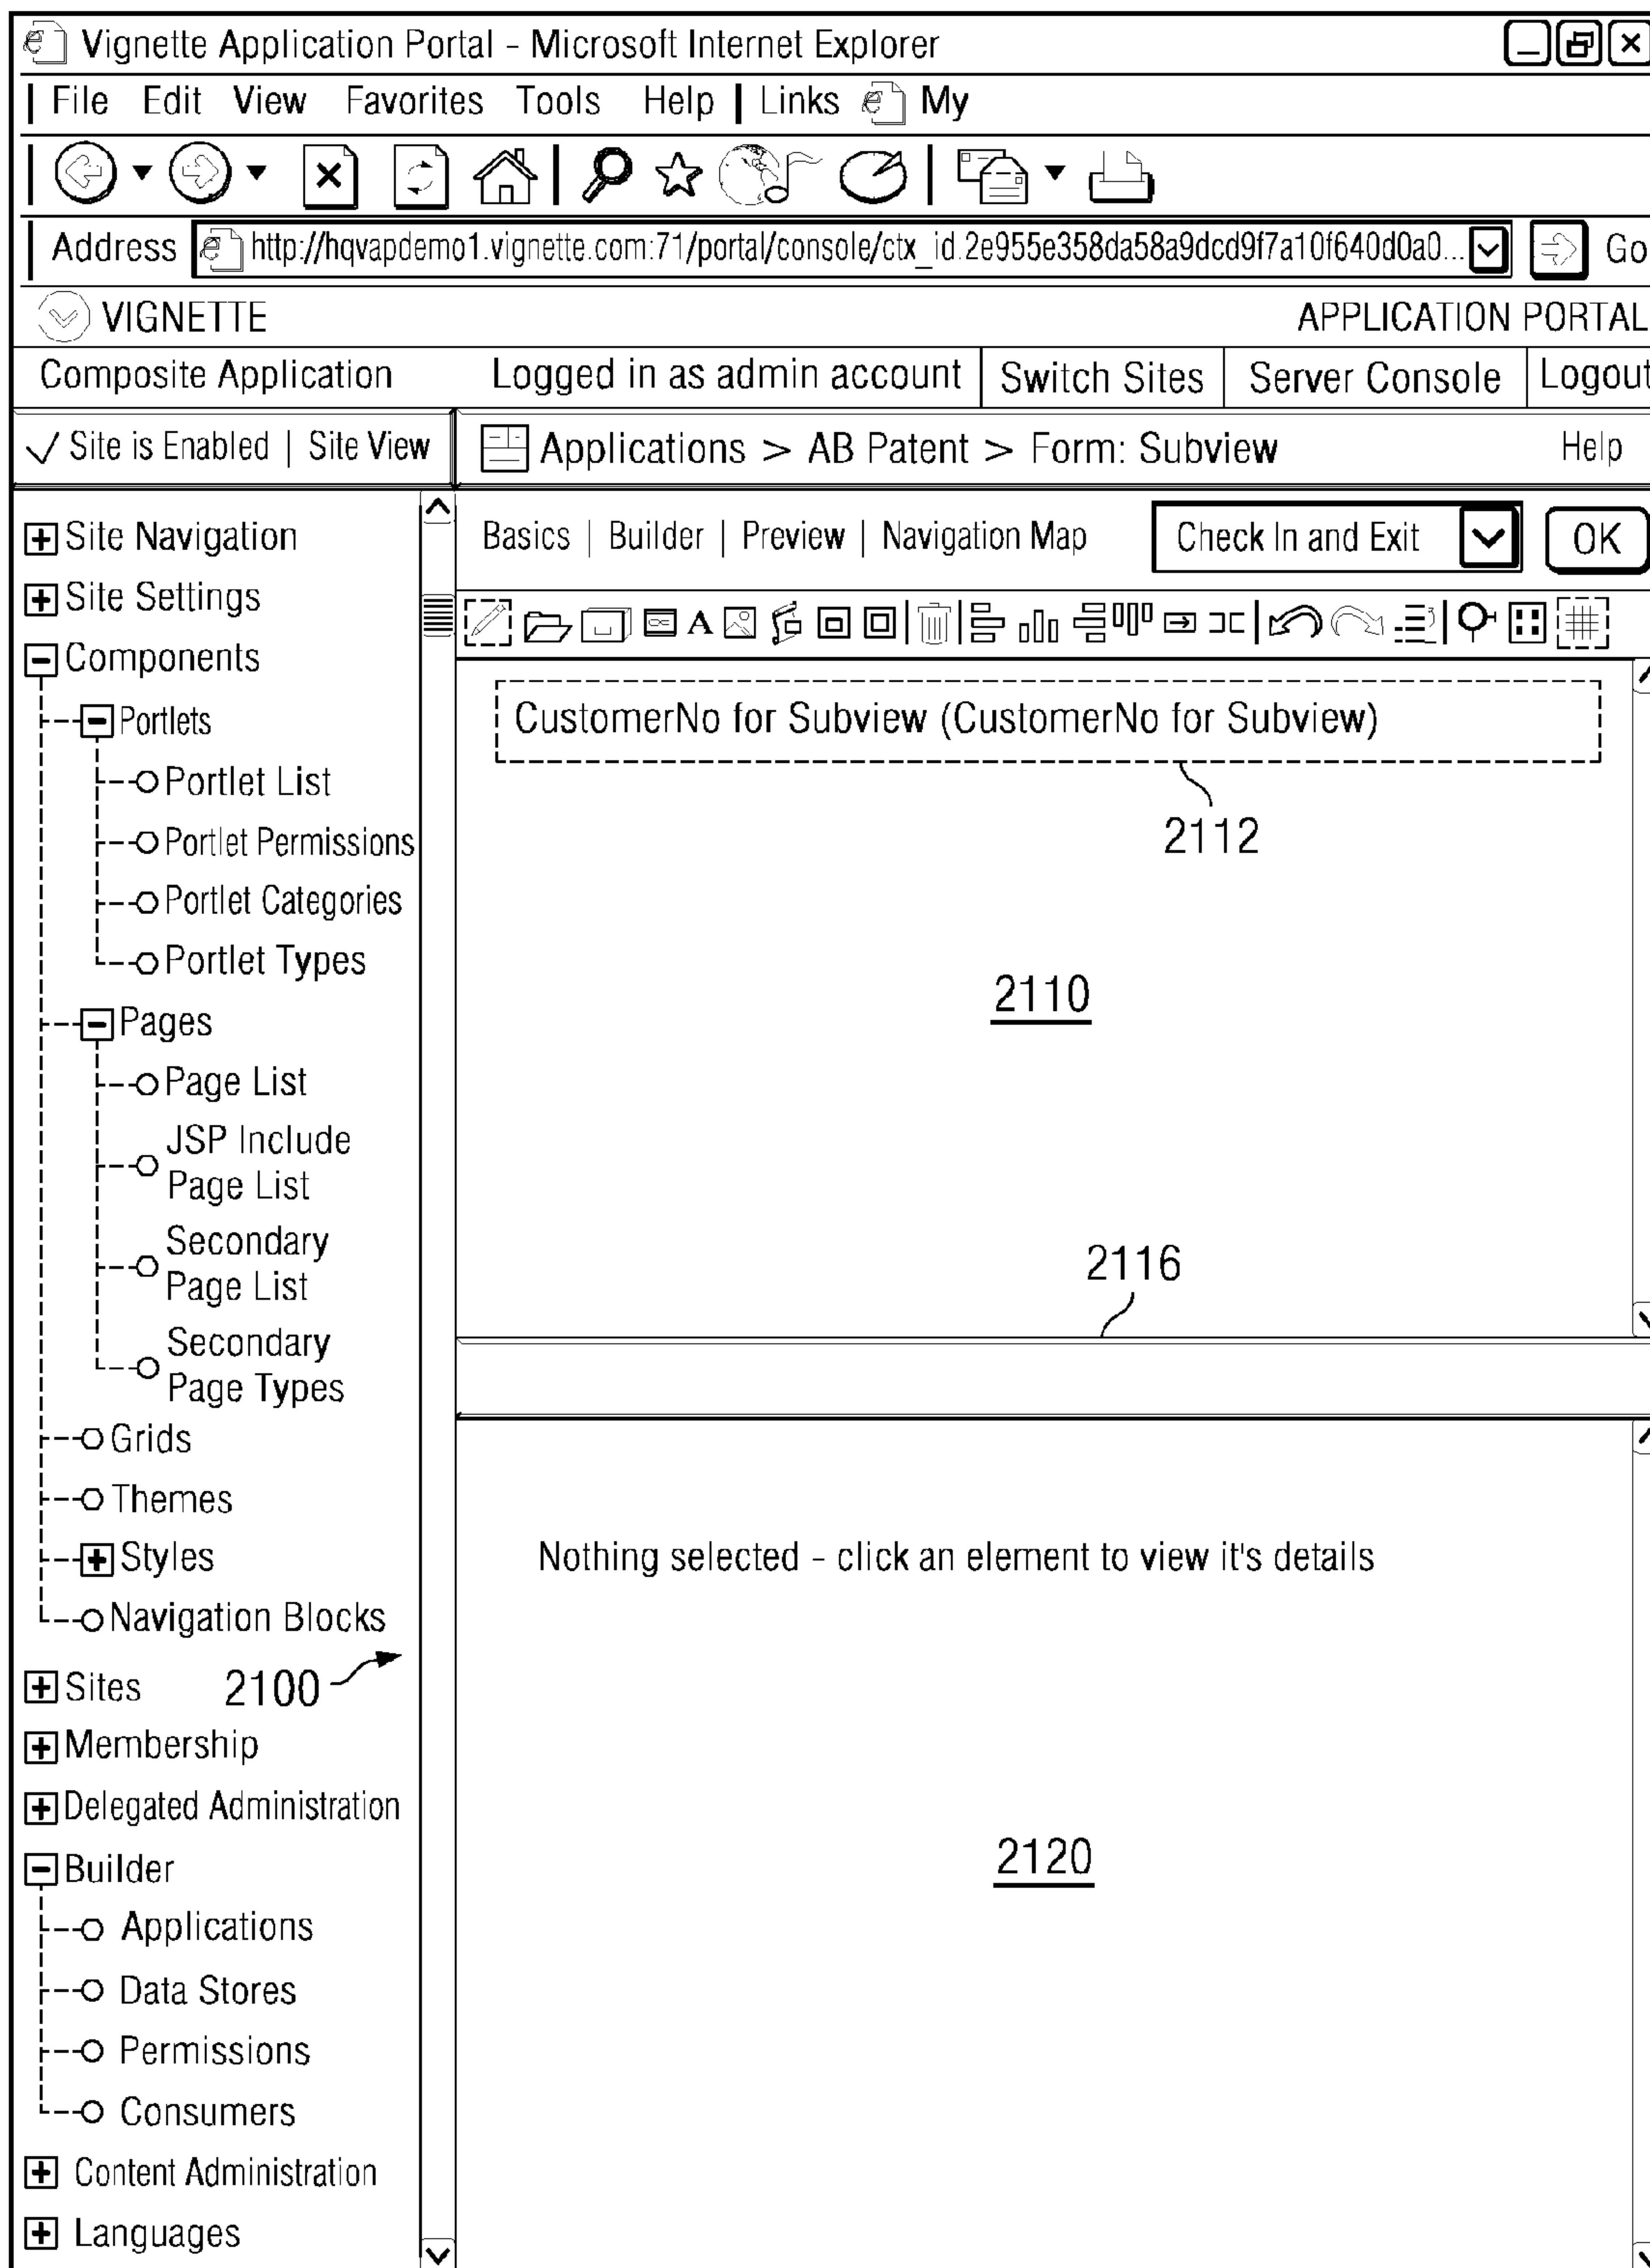 Vignette Application Portal - Microsoft Internet Explorer
File Edit View Favorites Tools Help | Links My
Address http://hqvapdemo1.vignette.com:71/portal/console/ctx_id.2e955e358da58a9dcd9f7a10f640d0a0... Go
VIGNETTE APPLICATION PORTAL
Composite Application Logged in as admin account Switch Sites Server Console Logout
Site is Enabled | Site View Applications > AB Patent > Form: Subview Help
Site Navigation
Site Settings
Components
Portlets
Portlet List
Portlet Permissions
Portlet Categories
Portlet Types
Pages
Page List
JSP Include
Page List
Secondary
Page List
Secondary
Page Types
Grids
Themes
Styles
Navigation Blocks
2100
Sites
Membership
Delegated Administration
Builder
Applications
Data Stores
Permissions
Consumers
Content Administration
Languages
Basics | Builder | Preview | Navigation Map Check In and Exit OK
A
CustomerNo for Subview (CustomerNo for Subview)
2112
2110
2116
Nothing selected - click an element to view it's details
2120